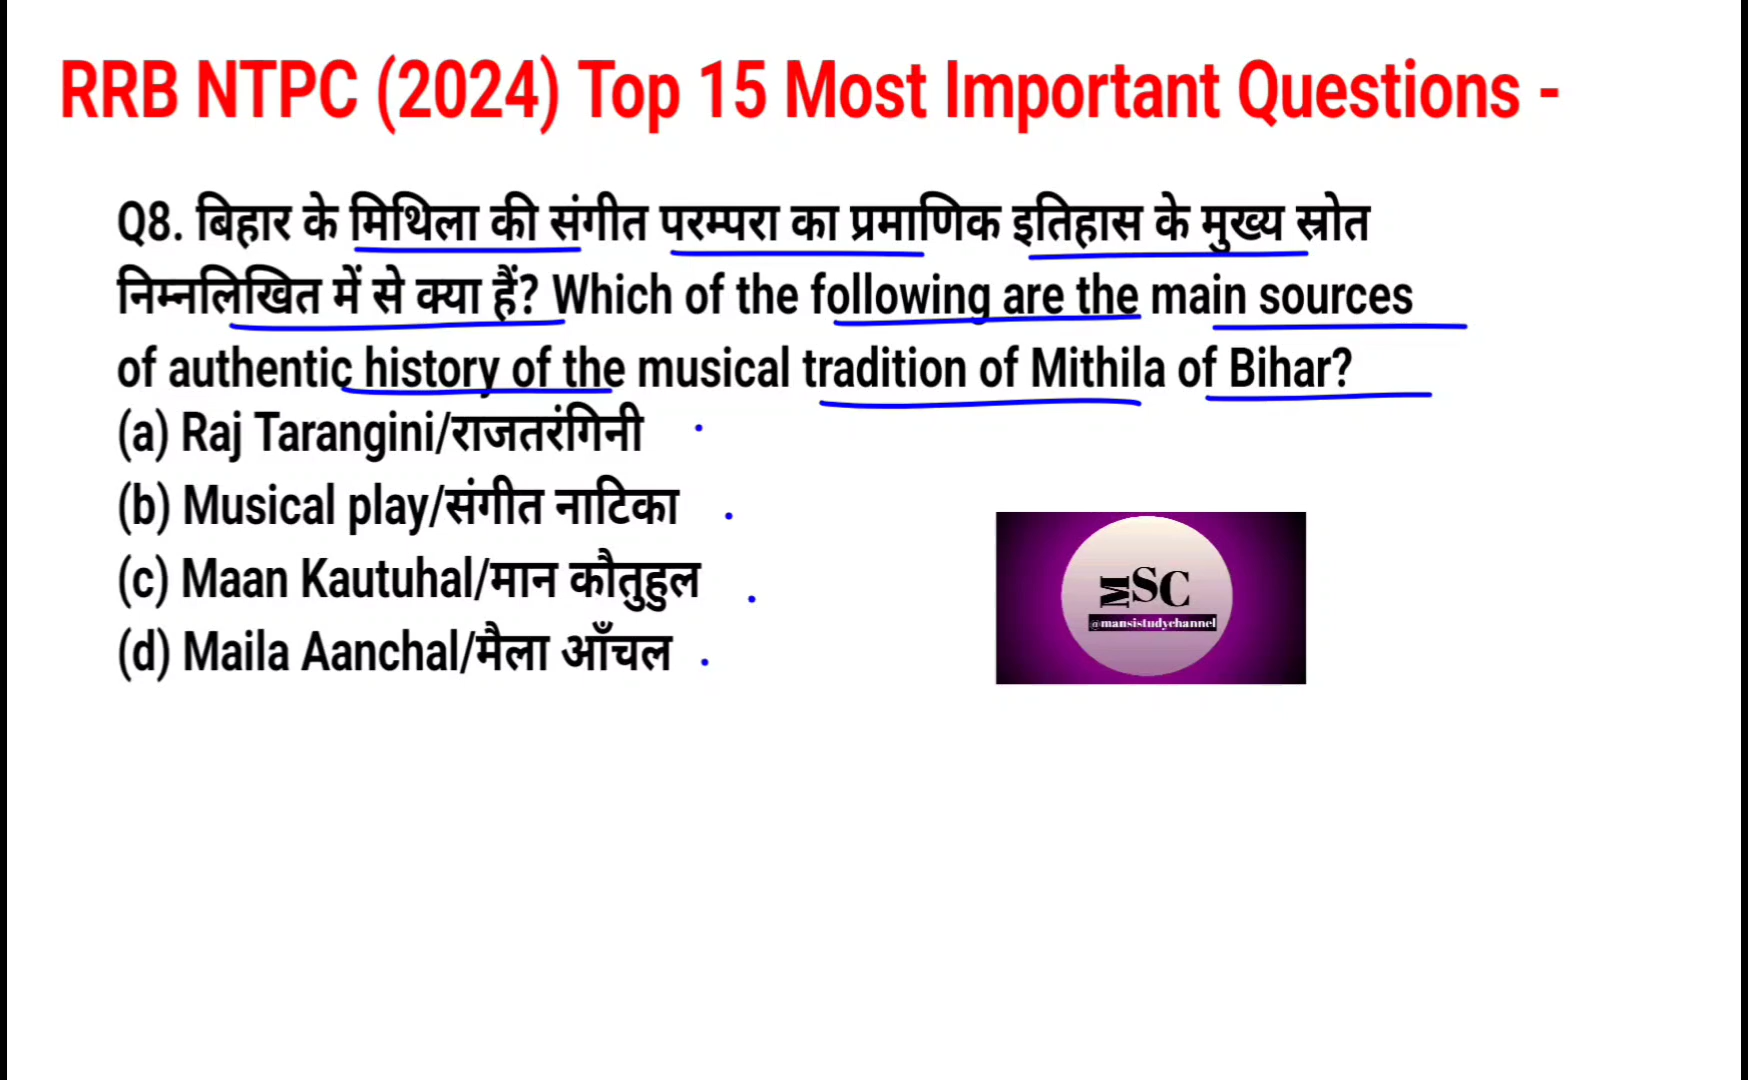 RRB NTPC (2024) Top 15 Most Important Questions -
Q8. बिहार के मिथिला की संगीत परम्परा का प्रमाणिक इतिहास के मुख्य स्रोत
निम्नलिखित में से क्या हैं? Which of the following are the main sources
of authentic history of the musical tradition of Mithila of Bihar?
(a) Raj Tarangini/राजतरंगिनी
(b) Musical play/संगीत नाटिका
(c) Maan Kautuhal/मान कौतुहुल
(d) Maila Aanchal/मैला आँचल
MSC
@mansistudychannel